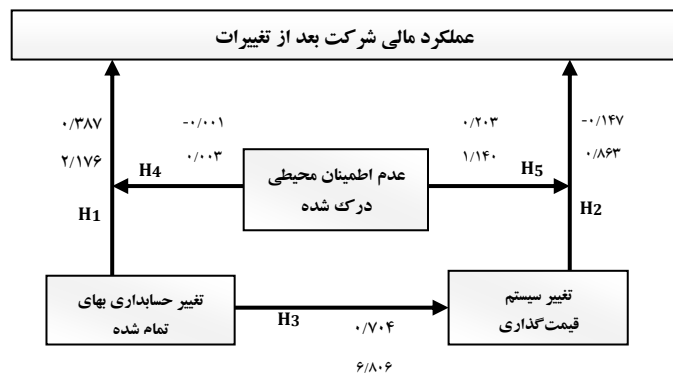 عملکرد مالی شرکت بعد از تغییرات
۰/۳۸۷
-۰/۰۰۱
۰/۲۰۳
-۰/۱۴۷
۲/۱۷۶
۰/۰۰۳
۱/۱۴۰
۰/۸۶۳
H4
عدم اطمینان محیطی
درك شده
H5
H1
H2
تغییر حسابداری بهای
تمام شده
تغییر سیستم
قیمت‌گذاری
H3
۰/۷۰۴
۶/۸۰۶